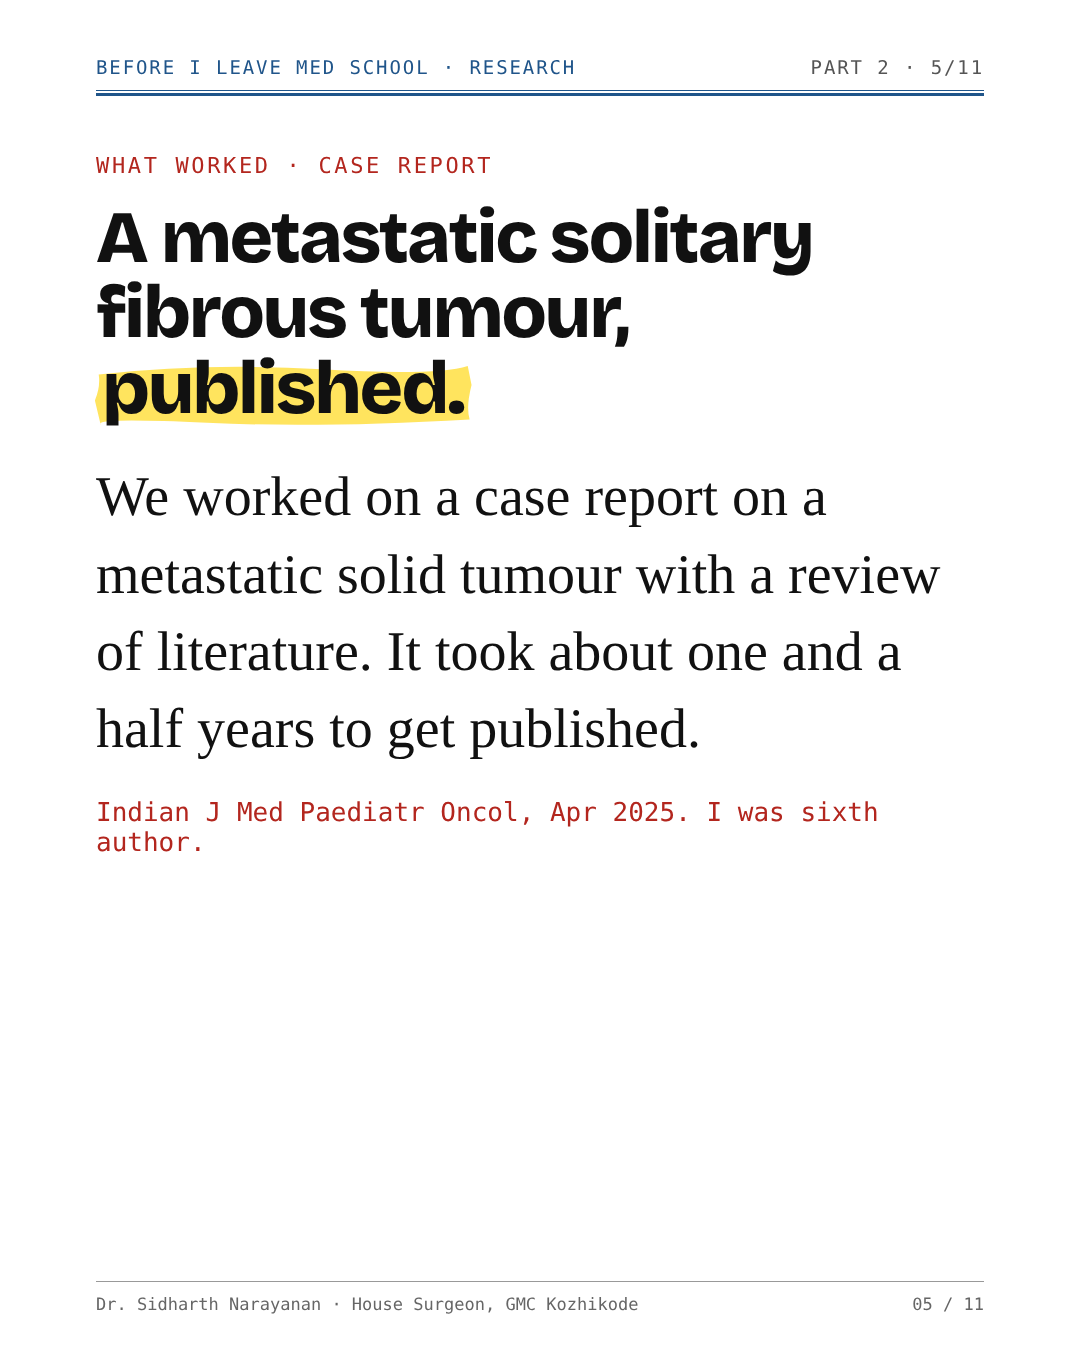 BEFORE I LEAVE MED SCHOOL · RESEARCH
PART 2 · 5/11
WHAT WORKED · CASE REPORT
A metastatic solitary
fibrous tumour,
published.
We worked on a case report on a
metastatic solid tumour with a review
of literature. It took about one and a
half years to get published.
Indian J Med Paediatr Oncol, Apr 2025. I was sixth
author.
Dr. Sidharth Narayanan · House Surgeon, GMC Kozhikode
05 / 11